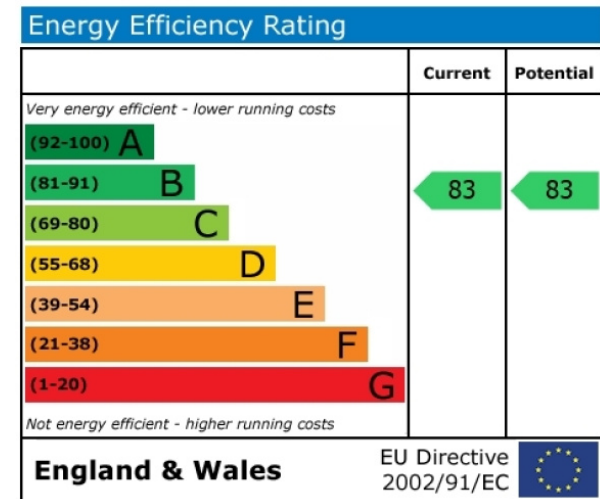 Energy Efficiency Rating
Current Potential
Very energy efficient - lower running costs
(92-100) A
(81-91) B 83 83
(69-80) C
(55-68) D
(39-54) E
(21-38) F
(1-20) G
Not energy efficient - higher running costs
England & Wales
EU Directive
2002/91/EC